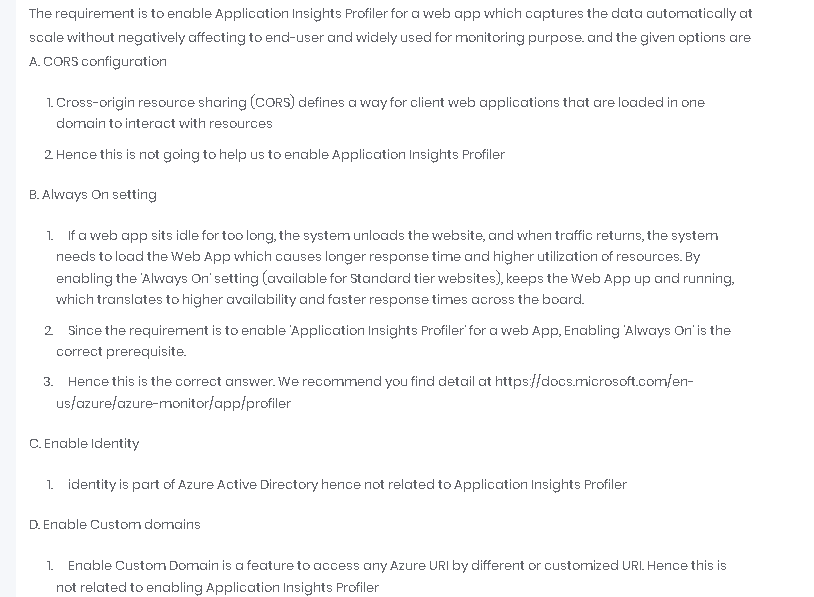 The requirement is to enable Application Insights Profiler for a web app which captures the data automatically at
scale without negatively affecting to end-user and widely used for monitoring purpose. and the given options are
A. CORS configuration
1. Cross-origin resource sharing (CORS) defines a way for client web applications that are loaded in one
domain to interact with resources
2. Hence this is not going to help us to enable Application Insights Profiler
B. Always On setting
1. If a web app sits idle for too long, the system unloads the website, and when traffic returns, the system
needs to load the Web App which causes longer response time and higher utilization of resources. By
enabling the 'Always On' setting (available for Standard tier websites), keeps the Web App up and running,
which translates to higher availability and faster response times across the board.
2. Since the requirement is to enable 'Application Insights Profiler' for a web App, Enabling 'Always On' is the
correct prerequisite.
3. Hence this is the correct answer. We recommend you find detail at https://docs.microsoft.com/en-
us/azure/azure-monitor/app/profiler
C. Enable Identity
1. identity is part of Azure Active Directory hence not related to Application Insights Profiler
D. Enable Custom domains
1. Enable Custom Domain is a feature to access any Azure URI by different or customized URI. Hence this is
not related to enabling Application Insights Profiler